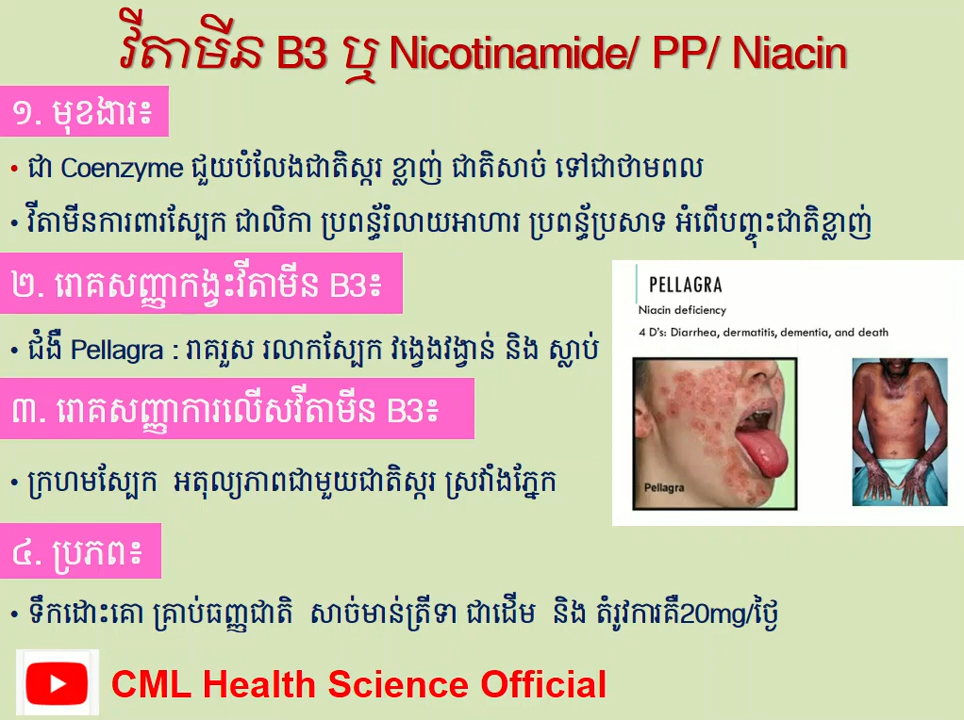 វីតាមីន B3 ឬ Nicotinamide/ PP/ Niacin
១. មុខងារ៖
• ជា Coenzyme ជួយបំលែងជាតិស្ករ ខ្លាញ់ ជាតិសាច់ ទៅជាថាមពល
• វីតាមីនការពារស្បែក ជាលិកា ប្រពន្ធ័រំលាយអាហារ ប្រពន្ធ័ប្រសាទ អំពើបញ្ចុះជាតិខ្លាញ់
២. រោគសញ្ញាកង្វះវីតាមីន B3៖
• ជំងឺ Pellagra : រាគរួស រលាកស្បែក វង្វេងវង្វាន់ និង ស្លាប់
PELLAGRA
Niacin deficiency
4 D's: Diarrhea, dermatitis, dementia, and death
Pellagra
៣. រោគសញ្ញាការលើសវីតាមីន B3៖
• ក្រហមស្បែក អតុល្យភាពជាមួយជាតិស្ករ ស្រវាំងភ្នែក
៤. ប្រភព៖
• ទឹកដោះគោ គ្រាប់ធញ្ញជាតិ សាច់មាន់ត្រីទា ជាដើម និង តំរូវការគឺ20mg/ថ្ងៃ
CML Health Science Official